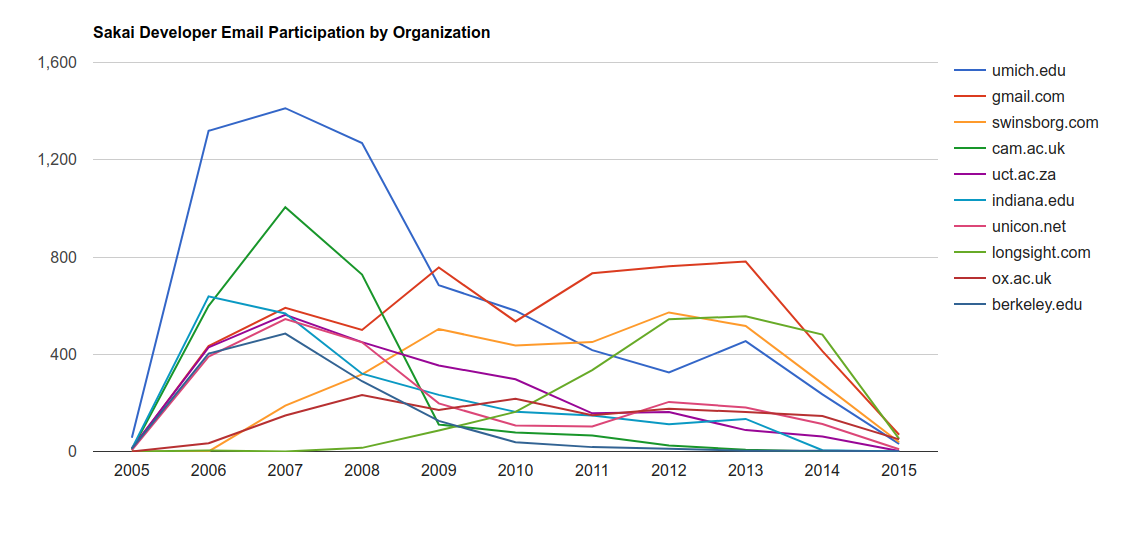 Sakai Developer Email Participation by Organization
1,600
1,200
800
400
0
2005 2006 2007 2008 2009 2010 2011 2012 2013 2014 2015
umich.edu
gmail.com
swinsborg.com
cam.ac.uk
uct.ac.za
indiana.edu
unicon.net
longsight.com
ox.ac.uk
berkeley.edu